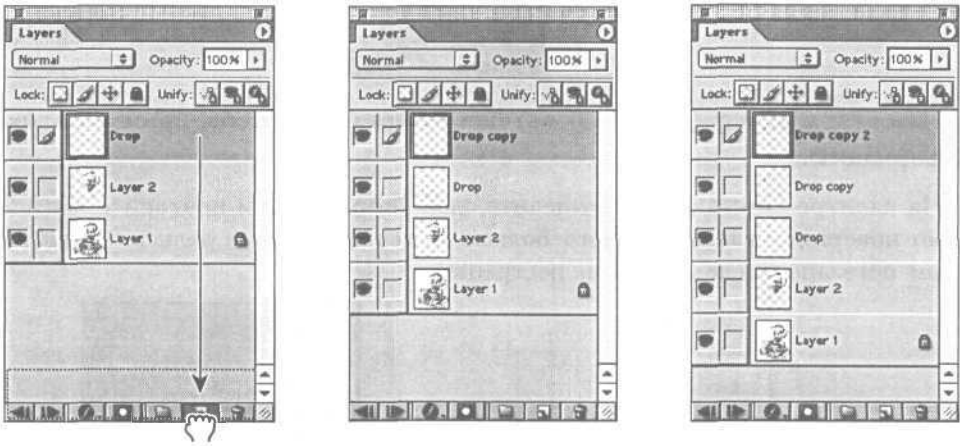 Layers
Normal Opacity: 100%
Lock: Unify:
Drop
Layer 2
Layer 1
Layers
Normal Opacity: 100%
Lock: Unify:
Drop copy
Drop
Layer 2
Layer 1
Layers
Normal Opacity: 100%
Lock: Unify:
Drop copy 2
Drop copy
Drop
Layer 2
Layer 1